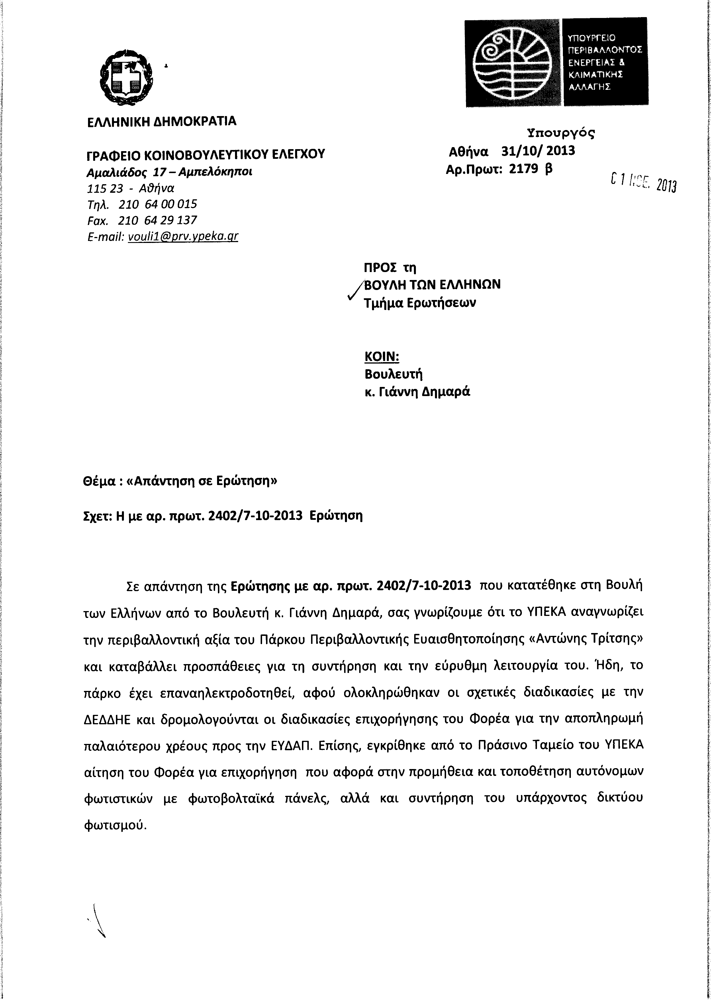 ΥΠΟΥΡΓΕΙΟ
ΠΕΡΙΒΑΛΛΟΝΤΟΣ
ΕΝΕΡΓΕΙΑΣ &
ΚΛΙΜΑΤΙΚΗΣ
ΑΛΛΑΓΗΣ
ΕΛΛΗΝΙΚΗ ΔΗΜΟΚΡΑΤΙΑ
ΓΡΑΦΕΙΟ ΚΟΙΝΟΒΟΥΛΕΥΤΙΚΟΥ ΕΛΕΓΧΟΥ
Αμαλιάδος 17 – Αμπελόκηποι
115 23 - Αθήνα
Τηλ. 210 64 00 015
Fax. 210 64 29 137
E-mail: vouli1@prv.ypeka.gr
Υπουργός
Αθήνα 31/10/ 2013
Αρ.Πρωτ: 2179 β
01 ΝΟΕ. 2013
ΠΡΟΣ τη
ΒΟΥΛΗ ΤΩΝ ΕΛΛΗΝΩΝ
Τμήμα Ερωτήσεων
ΚΟΙΝ:
Βουλευτή
κ. Γιάννη Δημαρά
Θέμα : «Απάντηση σε Ερώτηση»
Σχετ: Η με αρ. πρωτ. 2402/7-10-2013 Ερώτηση
Σε απάντηση της Ερώτησης με αρ. πρωτ. 2402/7-10-2013 που κατατέθηκε στη Βουλή
των Ελλήνων από το Βουλευτή κ. Γιάννη Δημαρά, σας γνωρίζουμε ότι το ΥΠΕΚΑ αναγνωρίζει
την περιβαλλοντική αξία του Πάρκου Περιβαλλοντικής Ευαισθητοποίησης «Αντώνης Τρίτσης»
και καταβάλλει προσπάθειες για τη συντήρηση και την εύρυθμη λειτουργία του. Ήδη, το
πάρκο έχει επαναηλεκτροδοτηθεί, αφού ολοκληρώθηκαν οι σχετικές διαδικασίες με την
ΔΕΔΔΗΕ και δρομολογούνται οι διαδικασίες επιχορήγησης του Φορέα για την αποπληρωμή
παλαιότερου χρέους προς την ΕΥΔΑΠ. Επίσης, εγκρίθηκε από το Πράσινο Ταμείο του ΥΠΕΚΑ
αίτηση του Φορέα για επιχορήγηση που αφορά στην προμήθεια και τοποθέτηση αυτόνομων
φωτιστικών με φωτοβολταϊκά πάνελς, αλλά και συντήρηση του υπάρχοντος δικτύου
φωτισμού.